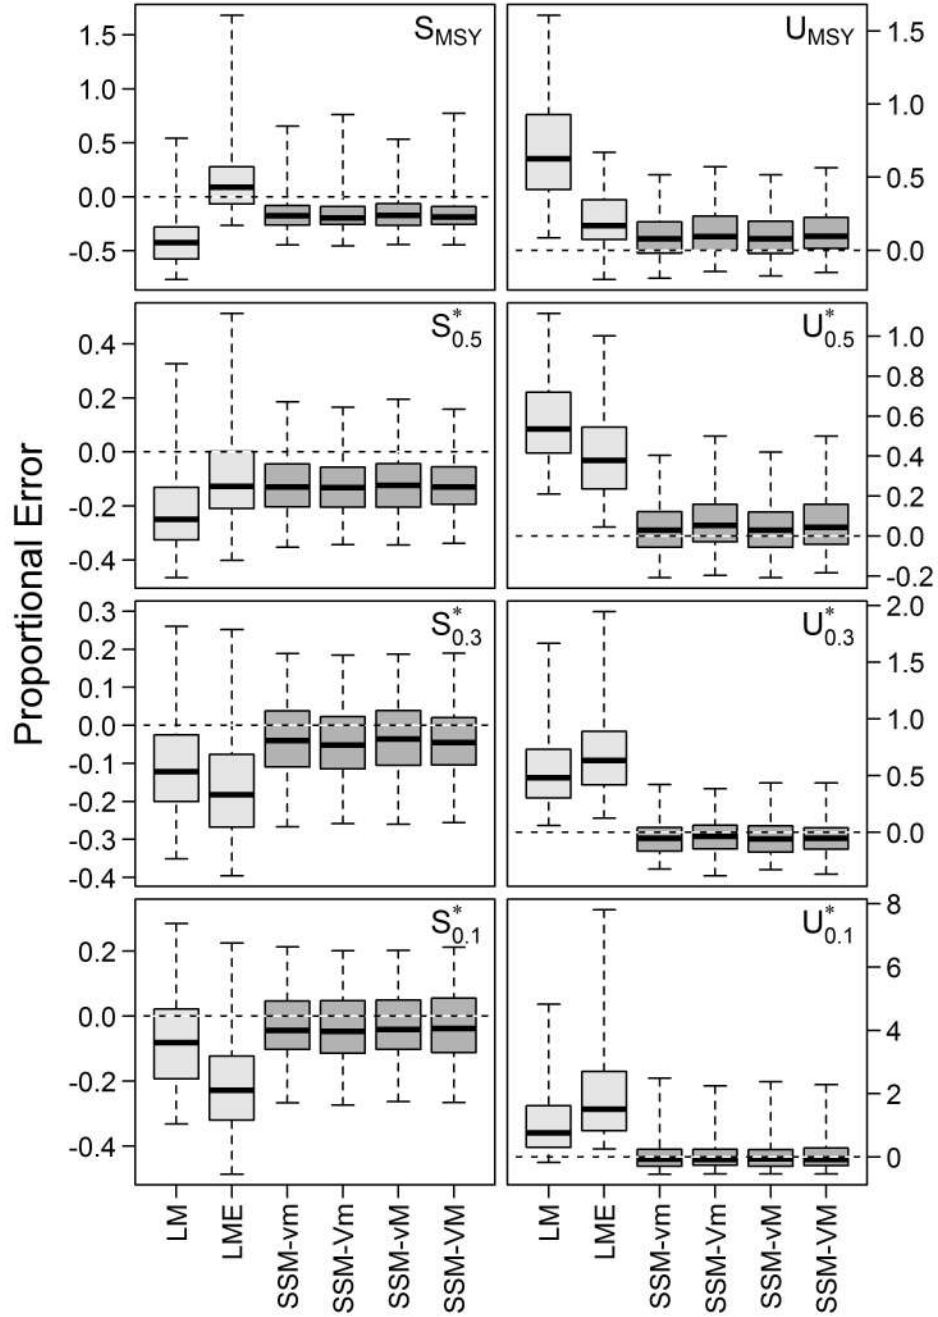 Proportional Error
S_MSY
1.5
1.0
0.5
0.0
-0.5
U_MSY
1.5
1.0
0.5
0.0
S*_0.5
0.4
0.2
0.0
-0.2
-0.4
U*_0.5
1.0
0.8
0.6
0.4
0.2
0.0
-0.2
S*_0.3
0.3
0.2
0.1
0.0
-0.1
-0.2
-0.3
-0.4
U*_0.3
2.0
1.5
1.0
0.5
0.0
S*_0.1
0.2
0.0
-0.2
-0.4
U*_0.1
8
6
4
2
0
LM
LME
SSM-vm
SSM-Vm
SSM-vM
SSM-VM
LM
LME
SSM-vm
SSM-Vm
SSM-vM
SSM-VM